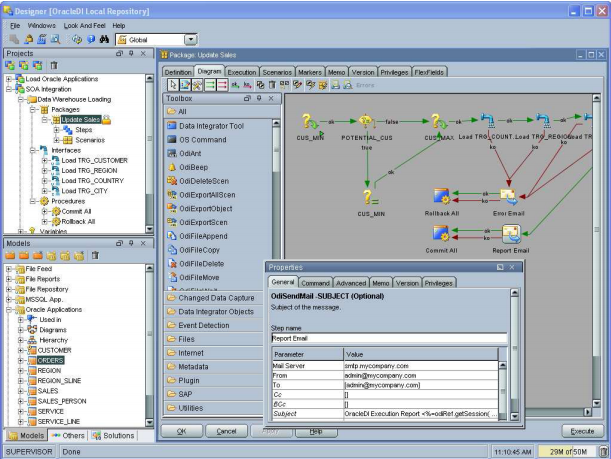 Designer [OracleDI Local Repository]
File Windows Look And Feel Help
Global
Projects
Load Oracle Applications
SOA Integration
Data Warehouse Loading
Packages
Update Sales
Steps
Scenarios
Interfaces
Load TRG_CUSTOMER
Load TRG_REGION
Load TRG_COUNTRY
Load TRG_CITY
Procedures
Commit All
Rollback All
Variables
Models
File Feed
File Reports
File Repository
MSSQL App.
Oracle Applications
Used in
Diagrams
Hierarchy
CUSTOMER
ORDERS
REGION
REGION_SLINE
SALES
SALES_PERSON
SERVICE
SERVICE_LINE
Models Others Solutions
Package: Update Sales
Definition Diagram Execution Scenarios Markers Memo Version Privileges FlexFields
Errors
Toolbox
All
Data Integrator Tool
OS Command
OdiAnt
OdiBeep
OdiDeleteScen
OdiExportAllScen
OdiExportObject
OdiExportScen
OdiFileAppend
OdiFileCopy
OdiFileDelete
OdiFileMove
Changed Data Capture
Data Integrator Objects
Event Detection
Files
Internet
Metadata
Plugin
SAP
Utilities
ok false ok ok ok
CUS_MIN POTENTIAL_CUS CUS_MAX Load TRG_COUNT. Load TRG_REGION Load TR
true ko ko
ok
CUS_MIN
ok
ko
Rollback All Error Email
ok
ko
Commit All Report Email
Properties
General Command Advanced Memo Version Privileges
OdiSendMail -SUBJECT (Optional)
Subject of the message.
Step name
Report Email
Parameter Value
Mail Server smtp.mycompany.com
From admin@mycompany.com
To [admin@mycompany.com]
Cc []
BCc []
Subject OracleDI Execution Report <%=odiRef.getSession(...
OK Cancel Apply Help Execute
SUPERVISOR Done 11:10:45 AM 29M of 50M